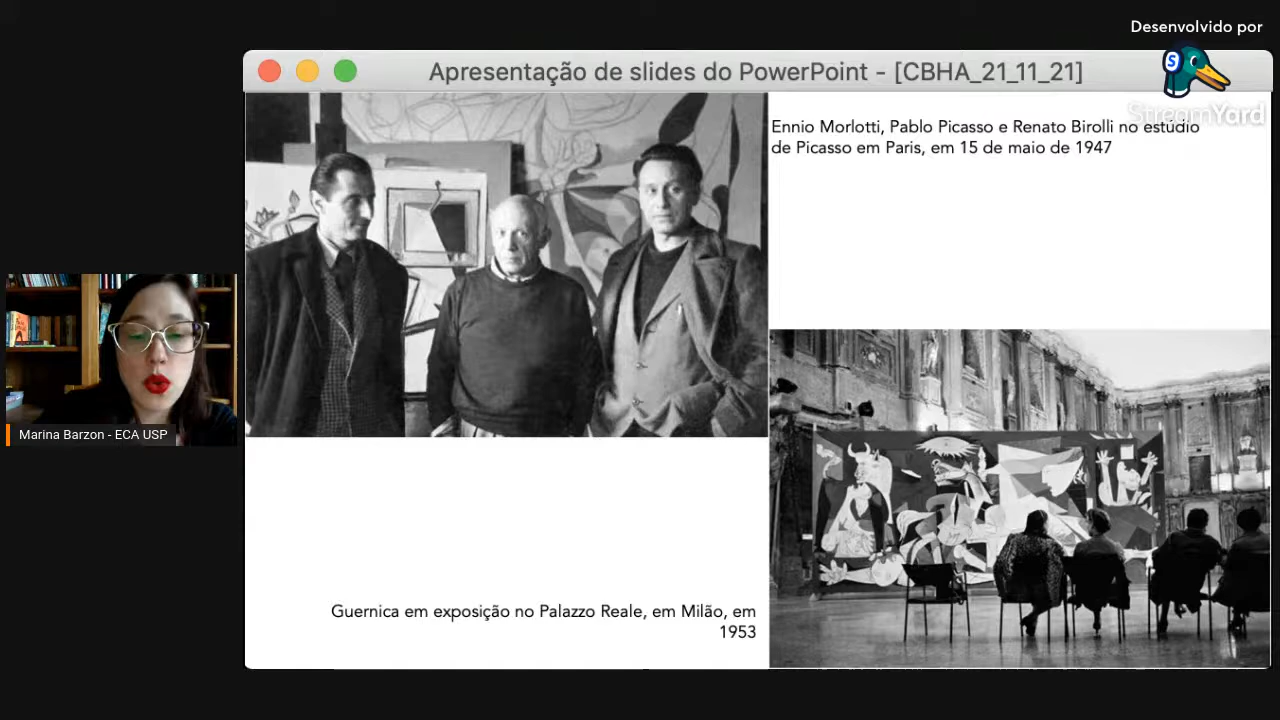 Desenvolvido por
StreamYard
Apresentação de slides do PowerPoint - [CBHA_21_11_21]
Ennio Morlotti, Pablo Picasso e Renato Birolli no estúdio
de Picasso em Paris, em 15 de maio de 1947
Marina Barzon - ECA USP
Guernica em exposição no Palazzo Reale, em Milão, em
1953